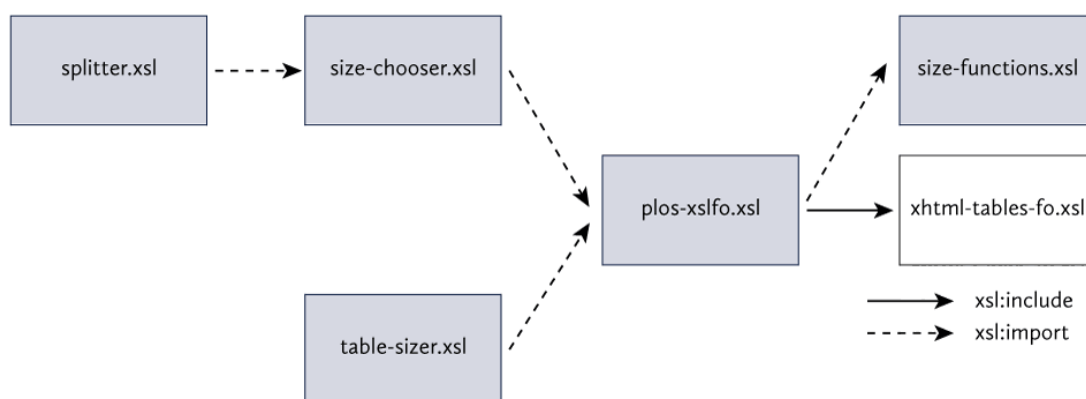 splitter.xsl
size-chooser.xsl
size-functions.xsl
plos-xslfo.xsl
xhtml-tables-fo.xsl
table-sizer.xsl
xsl:include
xsl:import